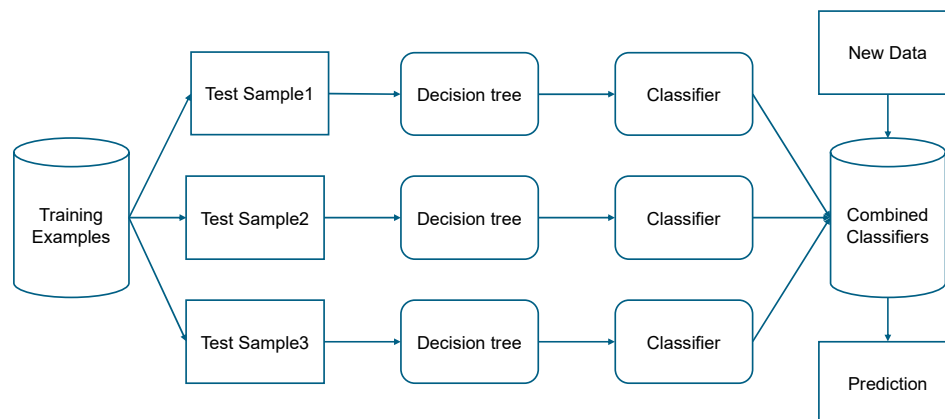 New Data
Test Sample1
Decision tree
Classifier
Training
Examples
Test Sample2
Decision tree
Classifier
Combined
Classifiers
Test Sample3
Decision tree
Classifier
Prediction